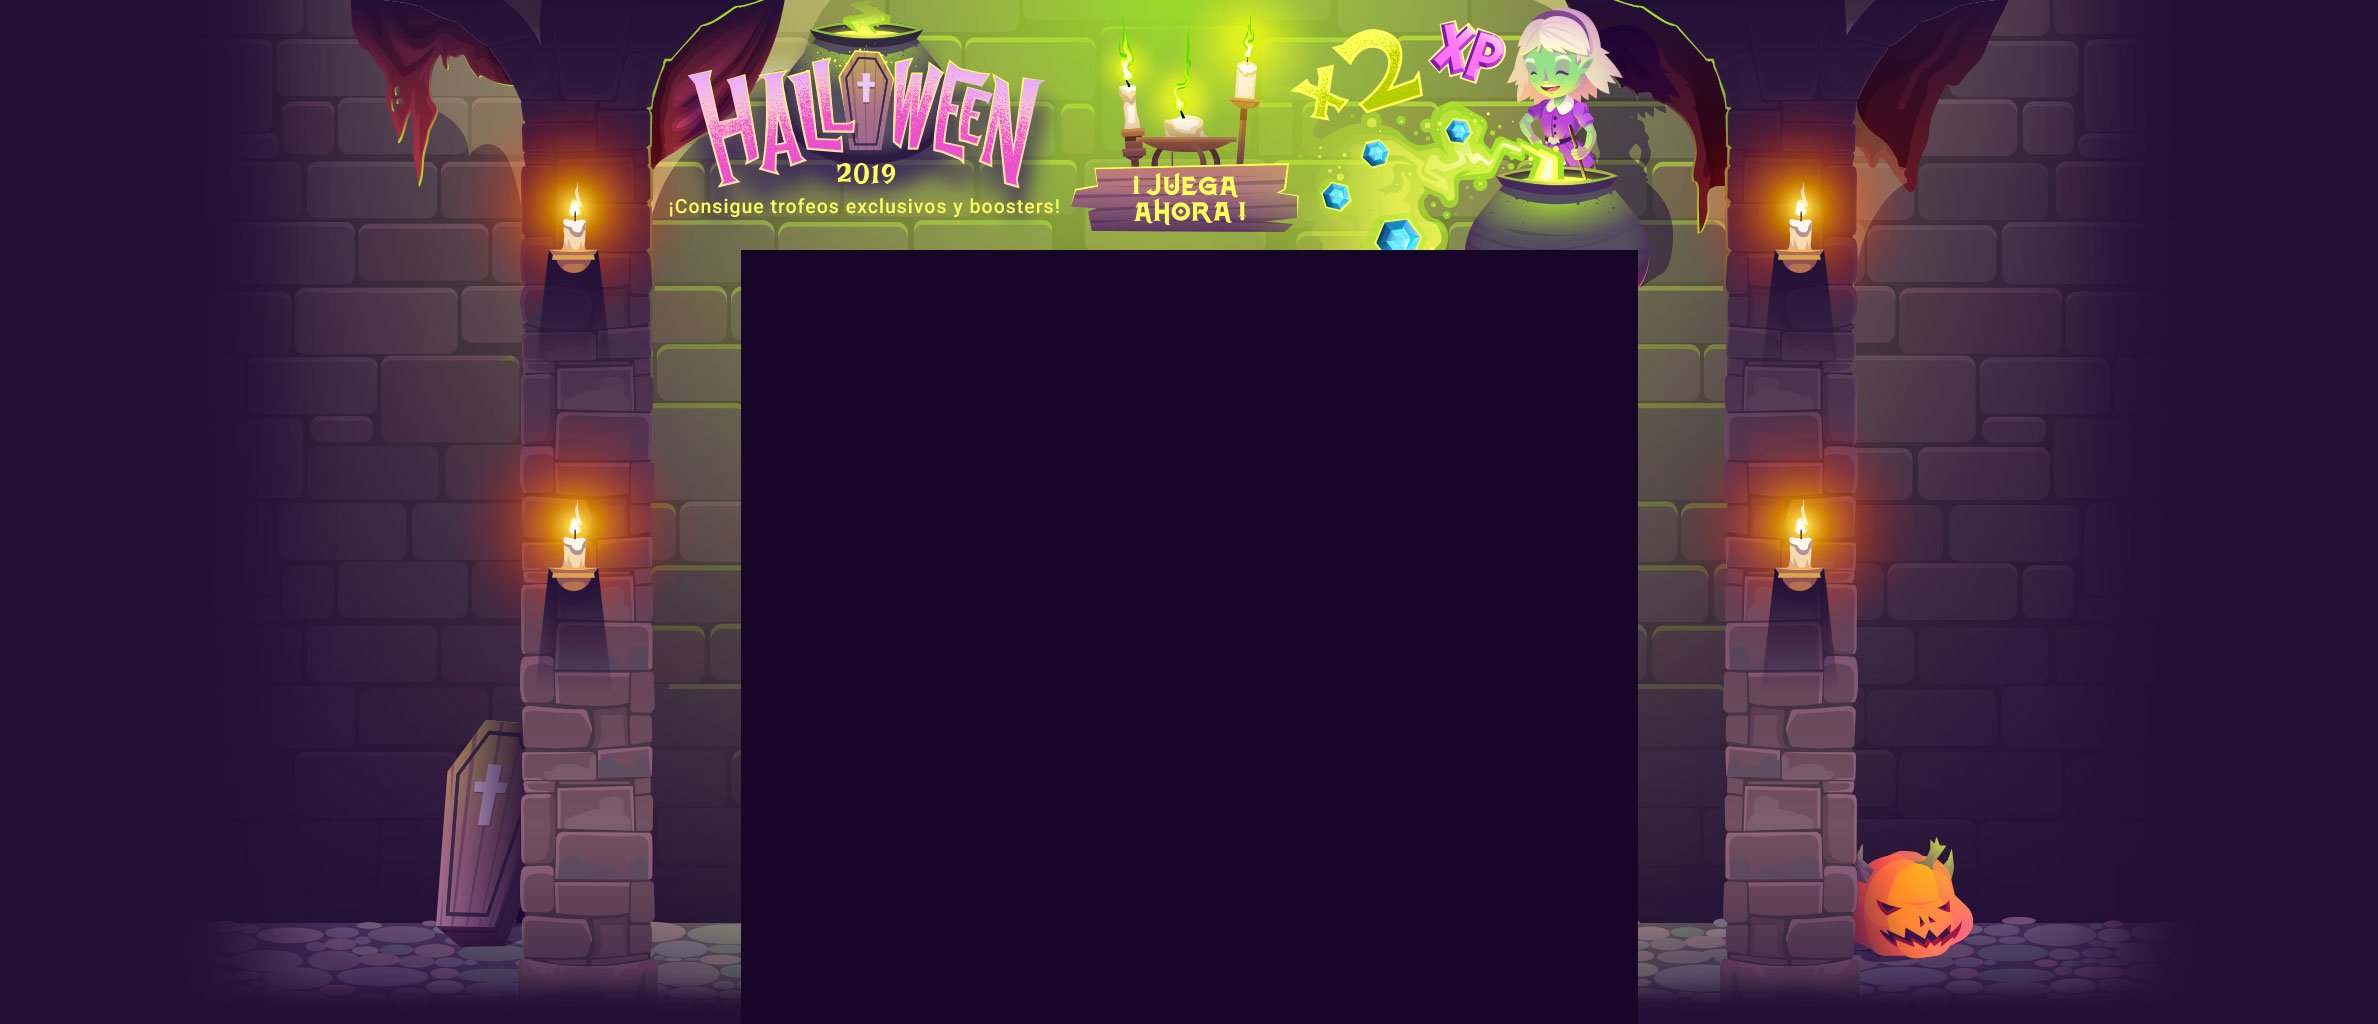 HALLOWEEN
2019
¡Consigue trofeos exclusivos y boosters!
¡JUEGA
AHORA!
x2
XP